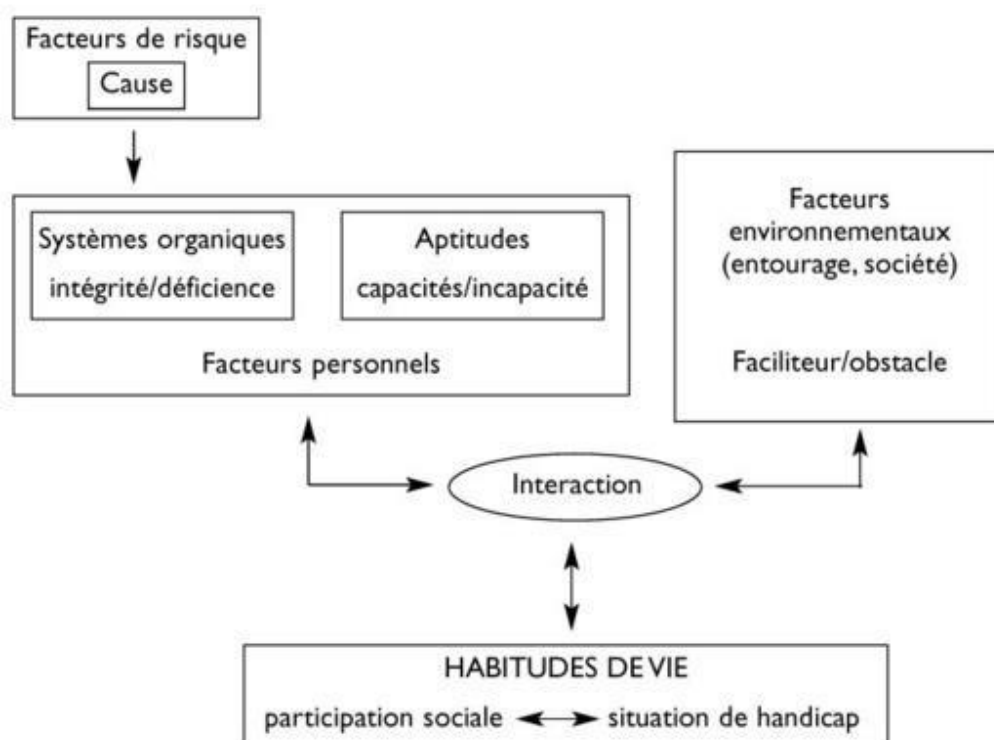 Facteurs de risque
Cause
Systèmes organiques
intégrité/déficience
Aptitudes
capacités/incapacité
Facteurs personnels
Facteurs
environnementaux
(entourage, société)
Faciliteur/obstacle
Interaction
HABITUDES DE VIE
participation sociale situation de handicap